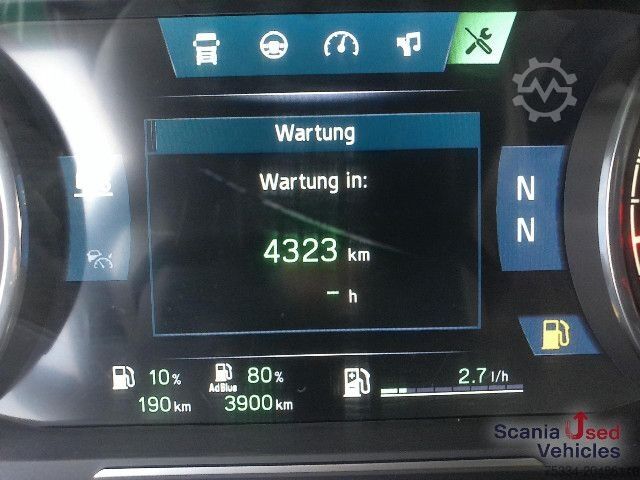 Wartung
Wartung in:
4323 km
- h
N
N
10%
190 km
AdBlue
80%
3900 km
2.7 l/h
Scania Used
Vehicles